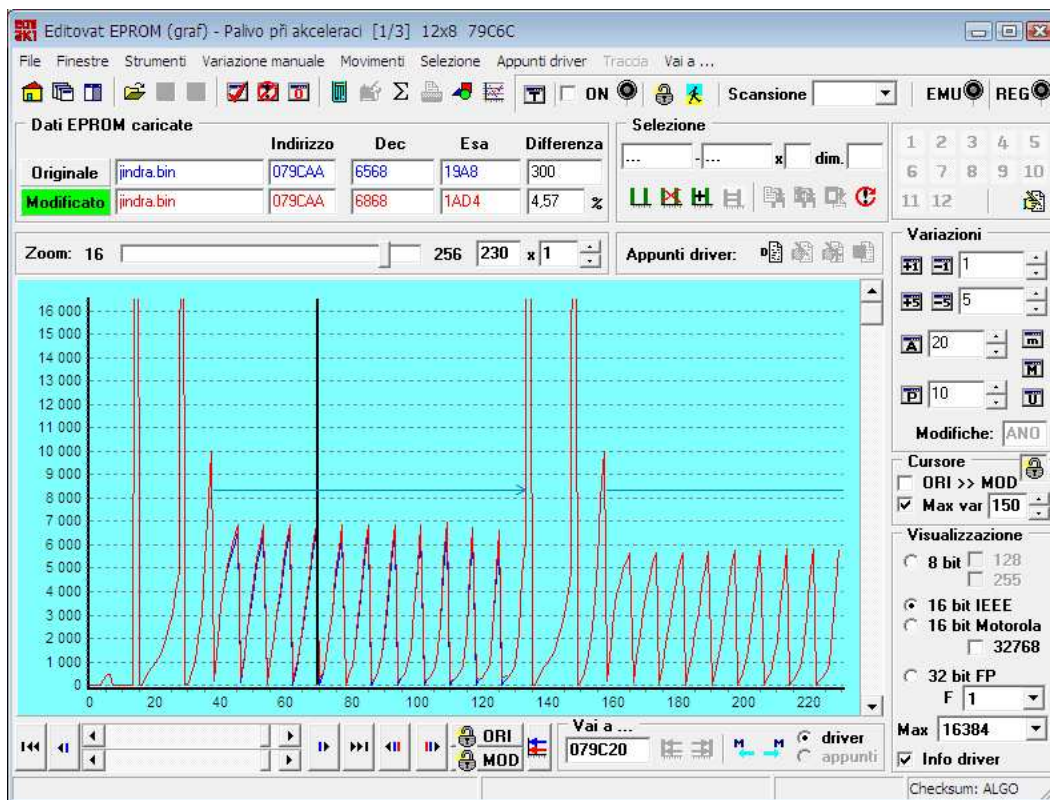 Editovat EPROM (graf) - Palivo při akceleraci [1/3] 12x8 79C6C
File Finestre Strumenti Variazione manuale Movimenti Selezione Appunti driver Traccia Vai a ...
T ON Scansione EMU REG
Dati EPROM caricate
Indirizzo Dec Esa Differenza
Originale jindra.bin 079CAA 6568 19A8 300
Modificato jindra.bin 079CAA 6868 1AD4 4,57 %
Selezione
... - ... x dim.
1 2 3 4 5
6 7 8 9 10
11 12
Zoom: 16 256 230 x 1
Appunti driver:
Variazioni
+1 -1 1
+5 -5 5
A 20 m
M
P 10 U
Modifiche: ANO
Cursore
ORI >> MOD
Max var 150
Visualizzazione
8 bit 128
255
16 bit IEEE
16 bit Motorola
32768
32 bit FP
F 1
Max 16384
Info driver
16 000
15 000
14 000
13 000
12 000
11 000
10 000
9 000
8 000
7 000
6 000
5 000
4 000
3 000
2 000
1 000
0
0 20 40 60 80 100 120 140 160 180 200 220
ORI
MOD
Vai a ...
079C20
M M
driver
appunti
Checksum: ALGO